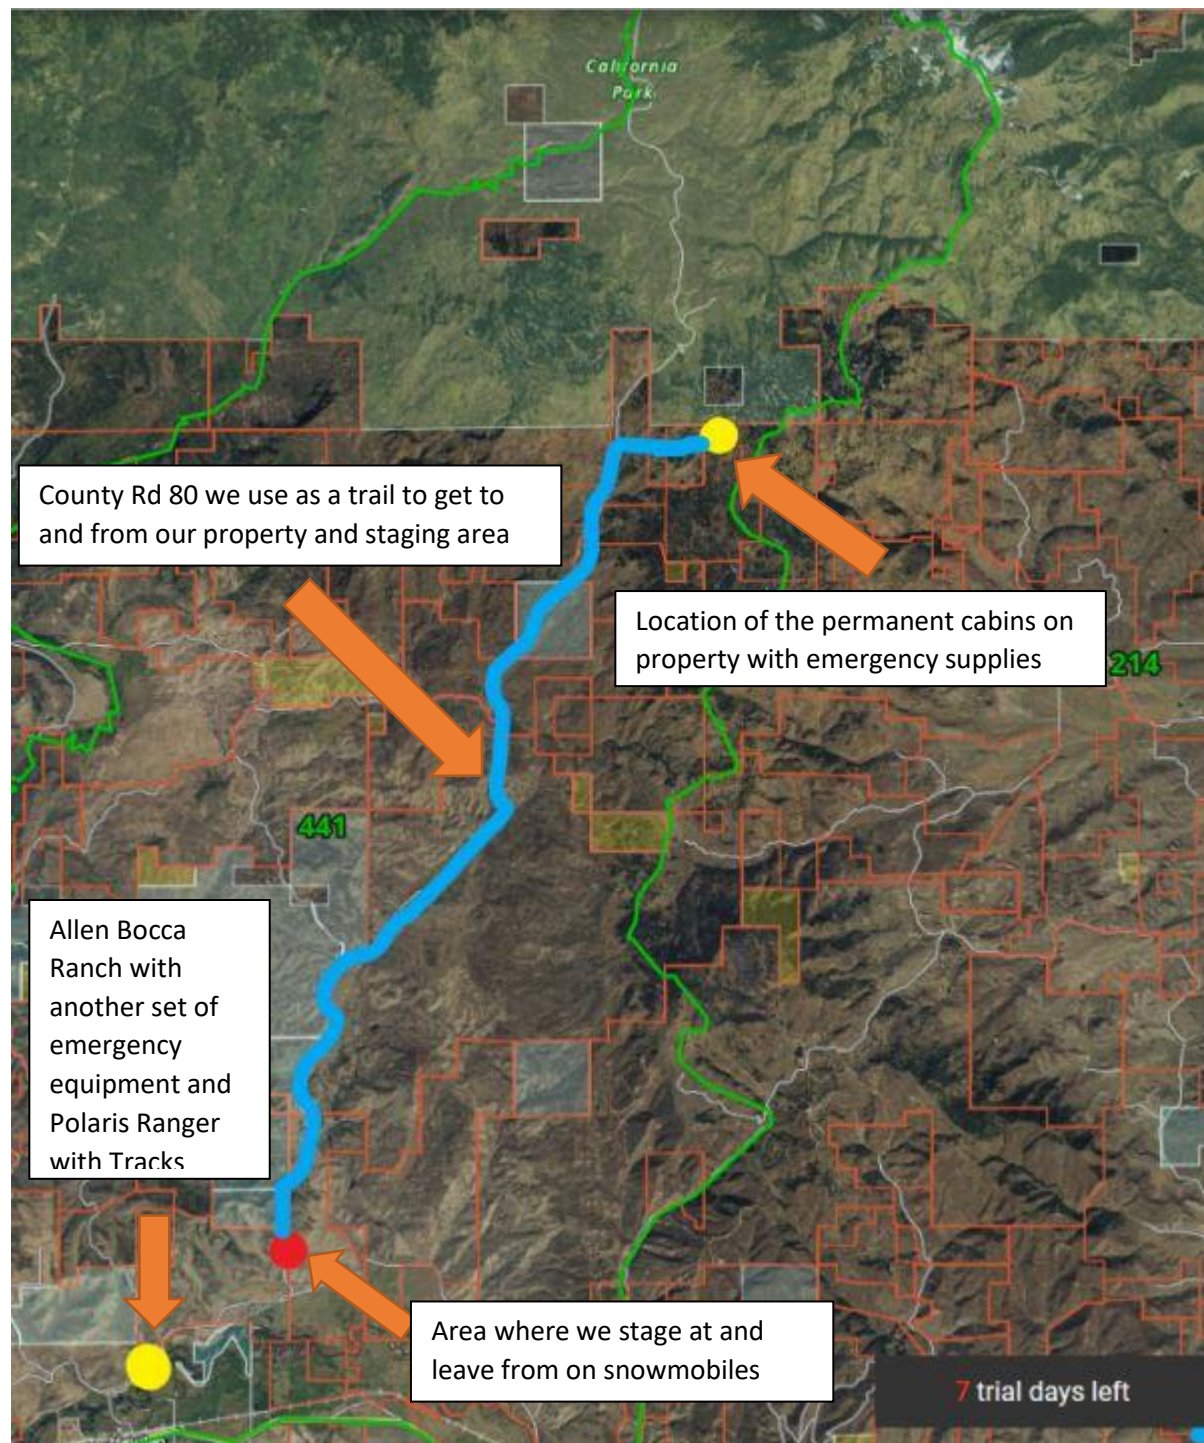 California
Park
County Rd 80 we use as a trail to get to
and from our property and staging area
Location of the permanent cabins on
property with emergency supplies
214
441
Allen Bocca
Ranch with
another set of
emergency
equipment and
Polaris Ranger
with Tracks
Area where we stage at and
leave from on snowmobiles
7 trial days left